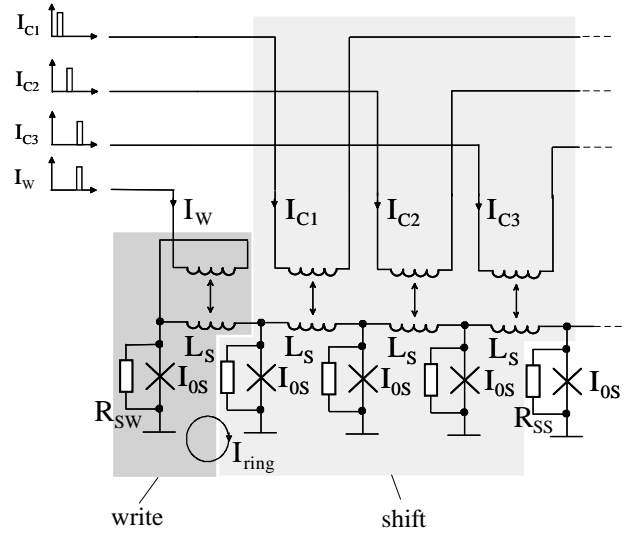 I_C1
I_C2
I_C3
I_W
I_W I_C1 I_C2 I_C3
L_S L_S L_S L_S
I_0S I_0S I_0S I_0S I_0S
R_SW R_SS
I_ring
write shift